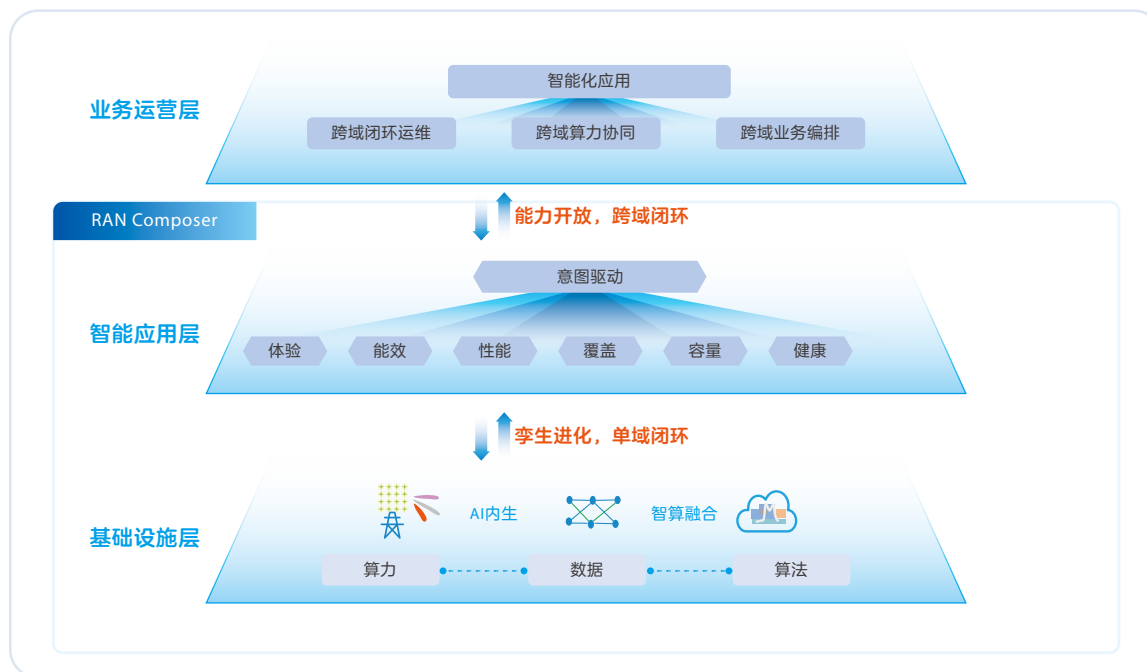 智能化应用
业务运营层
跨域闭环运维
跨域算力协同
跨域业务编排
RAN Composer
能力开放，跨域闭环
意图驱动
智能应用层
体验
能效
性能
覆盖
容量
健康
孪生进化，单域闭环
AI内生
智算融合
基础设施层
算力
数据
算法